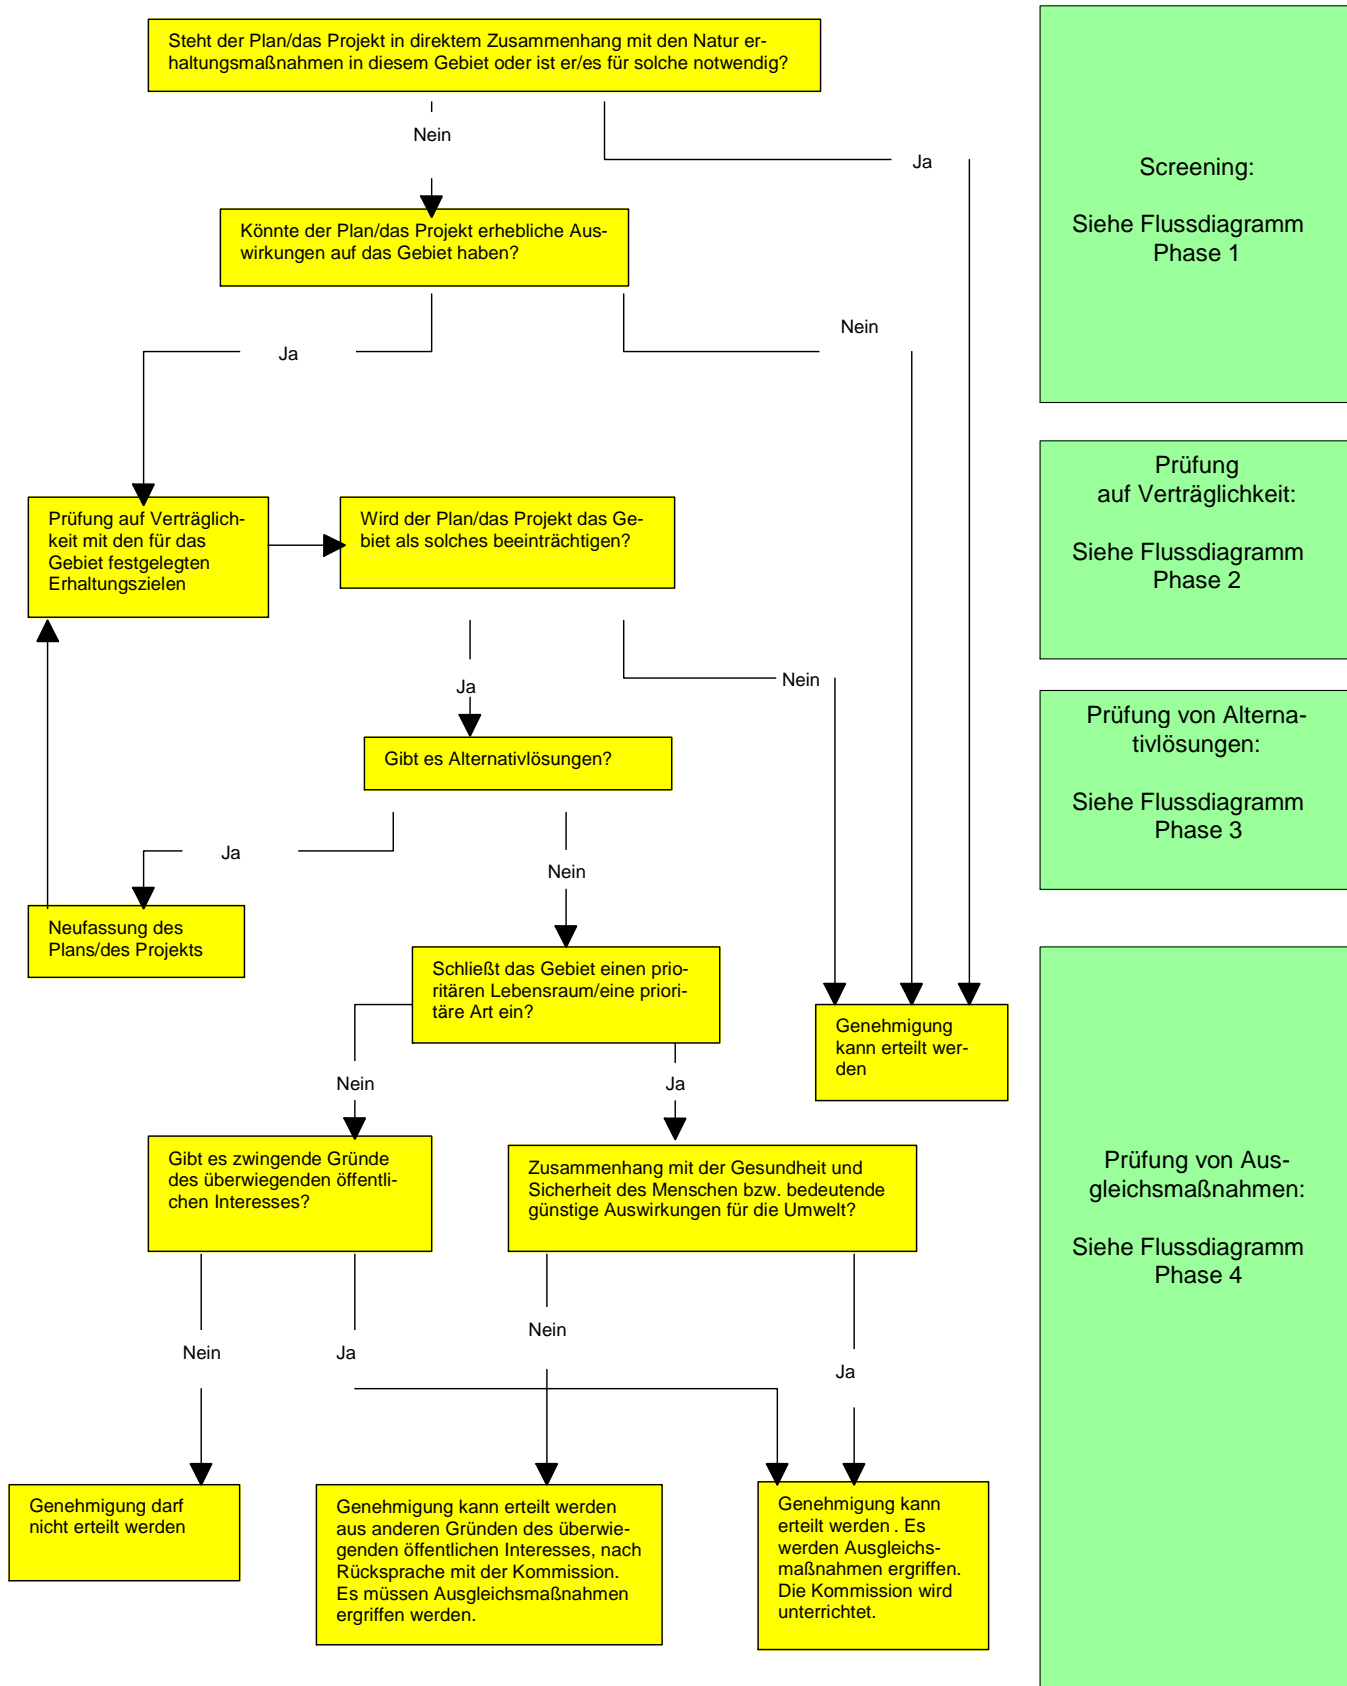 Steht der Plan/das Projekt in direktem Zusammenhang mit den Natur er-
haltungsmaßnahmen in diesem Gebiet oder ist er/es für solche notwendig?
Nein
Ja
Screening:
Siehe Flussdiagramm
Phase 1
Könnte der Plan/das Projekt erhebliche Aus-
wirkungen auf das Gebiet haben?
Ja
Nein
Prüfung
auf Verträglichkeit:
Siehe Flussdiagramm
Phase 2
Prüfung auf Verträglich-
keit mit den für das
Gebiet festgelegten
Erhaltungszielen
Wird der Plan/das Projekt das Ge-
biet als solches beeinträchtigen?
Ja
Nein
Prüfung von Alterna-
tivlösungen:
Siehe Flussdiagramm
Phase 3
Gibt es Alternativlösungen?
Ja
Nein
Neufassung des
Plans/des Projekts
Schließt das Gebiet einen prio-
ritären Lebensraum/eine priori-
täre Art ein?
Genehmigung
kann erteilt wer-
den
Nein
Ja
Gibt es zwingende Gründe
des überwiegenden öffentli-
chen Interesses?
Zusammenhang mit der Gesundheit und
Sicherheit des Menschen bzw. bedeutende
günstige Auswirkungen für die Umwelt?
Prüfung von Aus-
gleichsmaßnahmen:
Siehe Flussdiagramm
Phase 4
Nein
Ja
Nein
Ja
Genehmigung darf
nicht erteilt werden
Genehmigung kann erteilt werden
aus anderen Gründen des überwie-
genden öffentlichen Interesses, nach
Rücksprache mit der Kommission.
Es müssen Ausgleichsmaßnahmen
ergriffen werden.
Genehmigung kann
erteilt werden . Es
werden Ausgleichs-
maßnahmen ergriffen.
Die Kommission wird
unterrichtet.